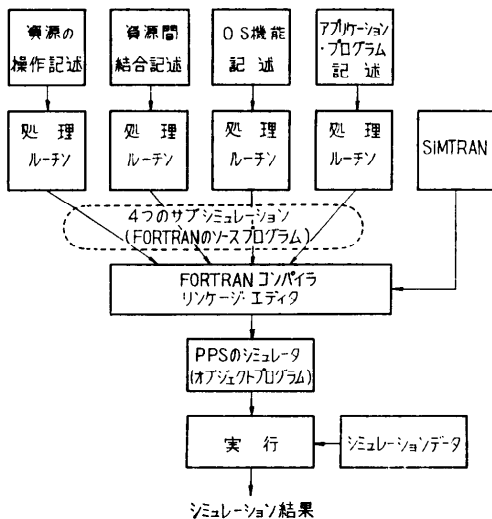 資源の
操作記述
資源間
結合記述
OS機能
記述
アプリケーション
・プログラム
記述
処理
ルーチン
処理
ルーチン
処理
ルーチン
処理
ルーチン
SiMTRAN
4つのサブシミュレーション
(FORTRANのソースプログラム)
FORTRANコンパイラ
リンケージ・エディタ
PPSのシミュレータ
(オブジェクトプログラム)
実行
シミュレーションデータ
シミュレーション結果